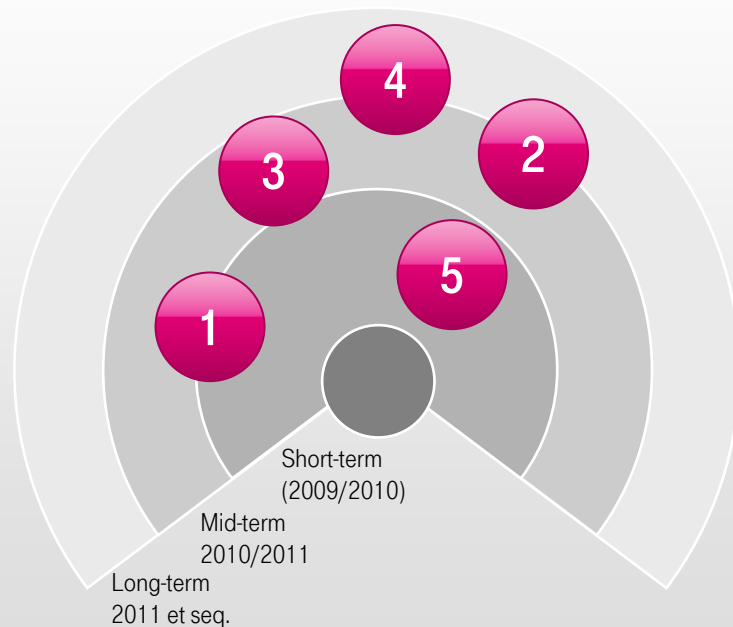 4
2
3
5
1
Short-term
(2009/2010)
Mid-term
2010/2011
Long-term
2011 et seq.